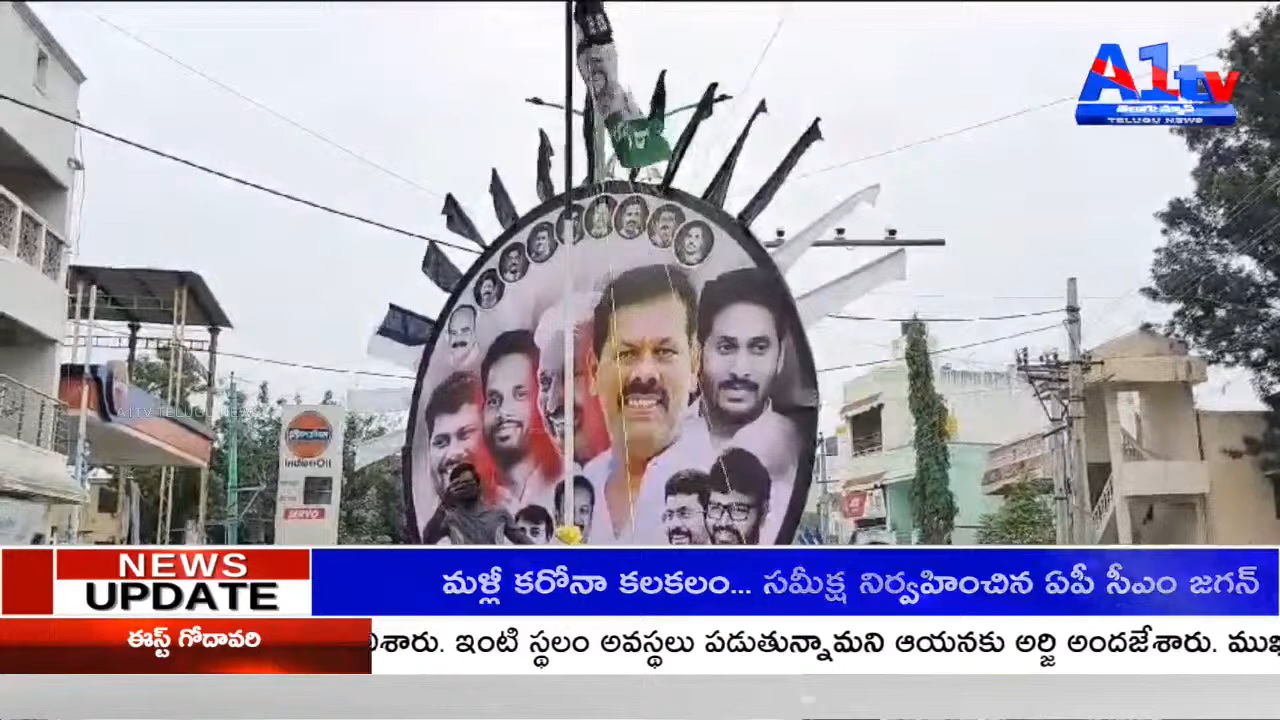 A1tv
తెలుగు న్యూస్
TELUGU NEWS
A1TV TELUGU NEWS
IndianOil
SERVO
NEWS
UPDATE
మళ్లీ కరోనా కలకలం... సమీక్ష నిర్వహించిన ఏపీ సీఎం జగన్
ఈస్ట్ గోదావరి
శారు. ఇంటి స్థలం అవస్థలు పడుతున్నామని ఆయనకు అర్జి అందజేశారు.